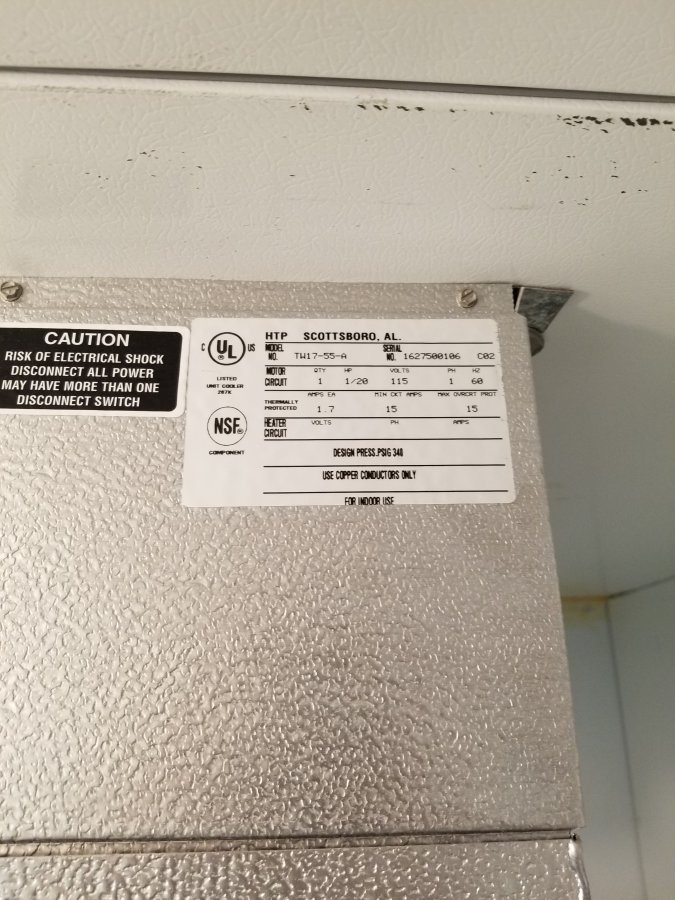 CAUTION
RISK OF ELECTRICAL SHOCK
DISCONNECT ALL POWER
MAY HAVE MORE THAN ONE
DISCONNECT SWITCH
C UL US
®
LISTED
UNIT COOLER
267K
NSF®
COMPONENT
HTP SCOTTSBORO, AL.
MODEL NO. TW17-55-A SERIAL NO. 1627500106 C02
MOTOR CIRCUIT QTY HP VOLTS PH HZ
1 1/20 115 1 60
THERMALLY PROTECTED AMPS EA MIN CKT AMPS MAX OVRCRT PROT
1.7 15 15
HEATER CIRCUIT VOLTS PH AMPS
DESIGN PRESS.PSIG 340
USE COPPER CONDUCTORS ONLY
FOR INDOOR USE